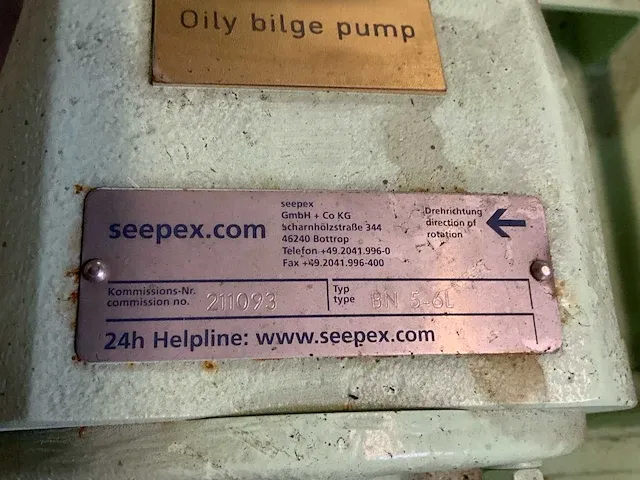 Oily bilge pump
seepex.com
seepex
GmbH + Co KG
Scharnhölzstraße 344
46240 Bottrop
Telefon +49.2041.996-0
Fax +49.2041.996-400
Drehrichtung
direction of
rotation
Kommissions-Nr.
commission no. 211093
Typ
type BN 5-6L
24h Helpline: www.seepex.com